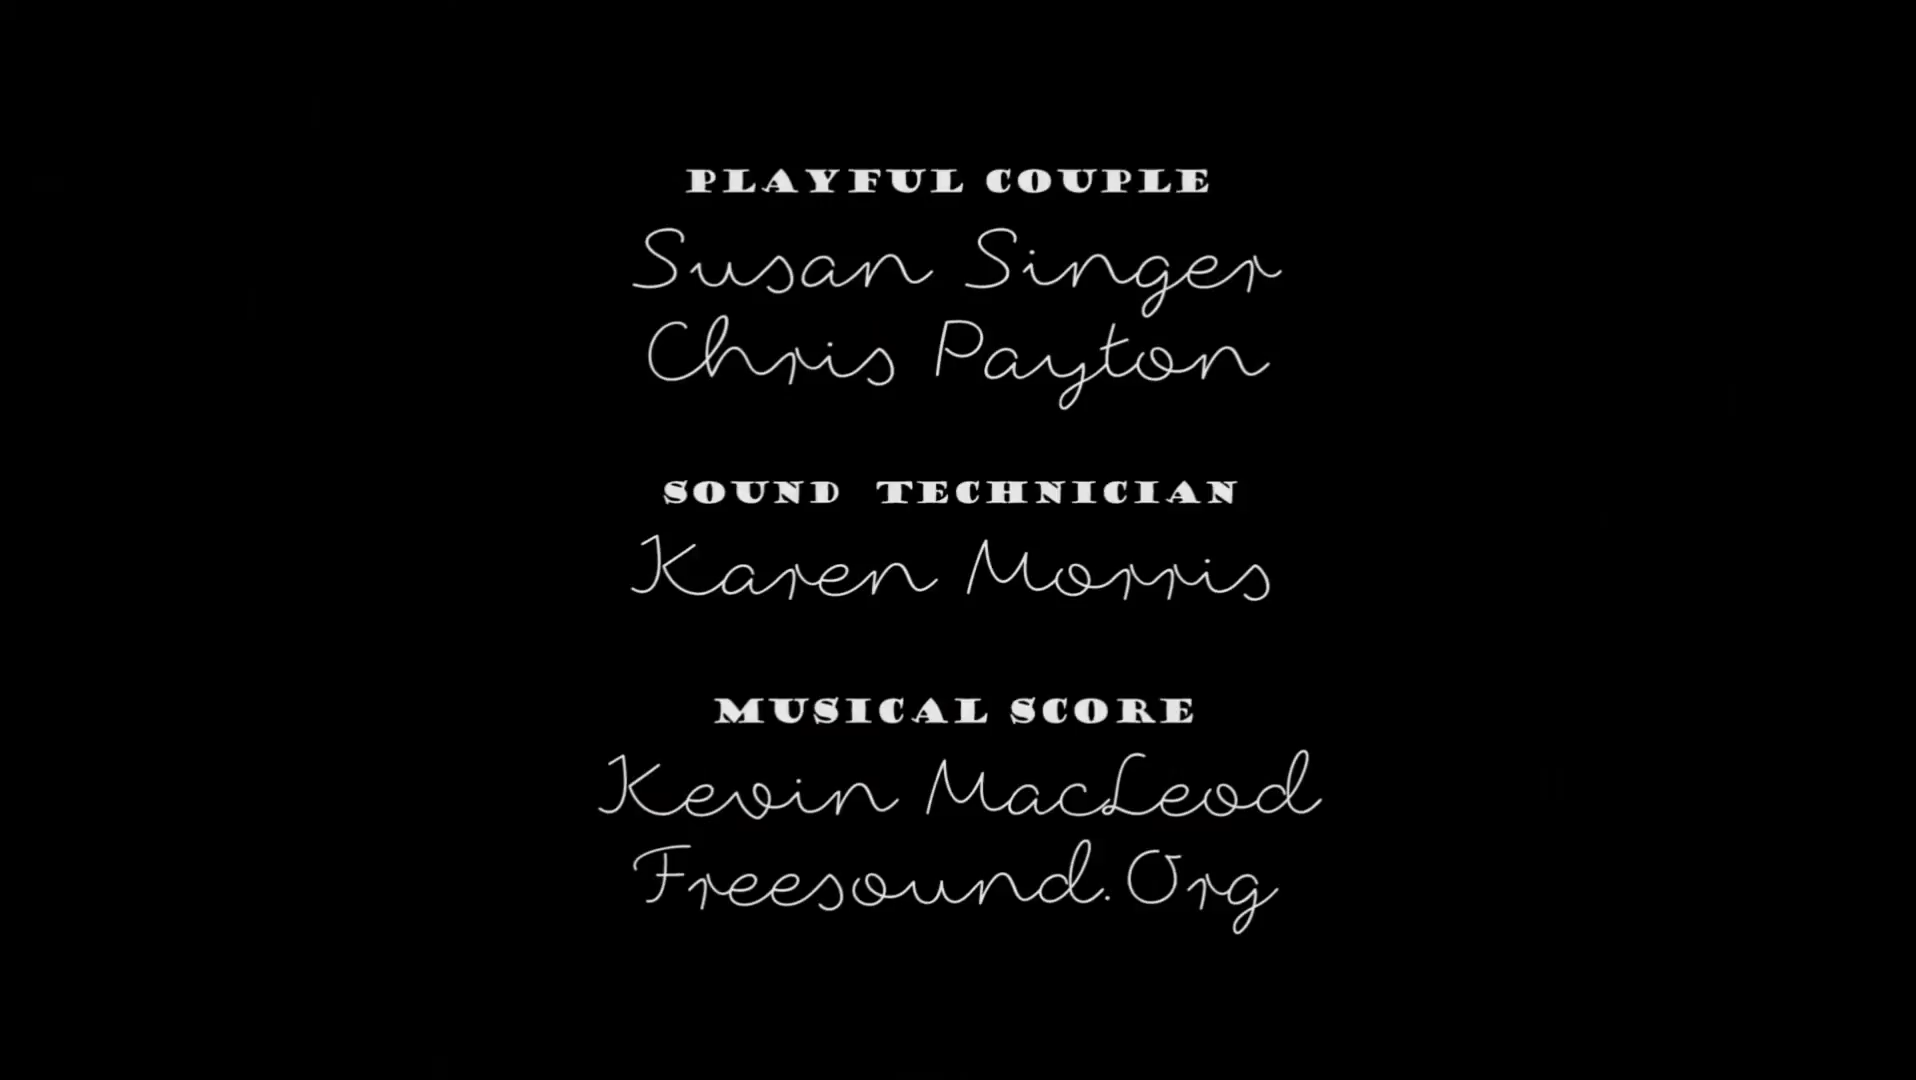 PLAYFUL COUPLE
Susan Singer
Chris Payton
SOUND TECHNICIAN
Karen Morris
MUSICAL SCORE
Kevin MacLeod
Freesound.Org